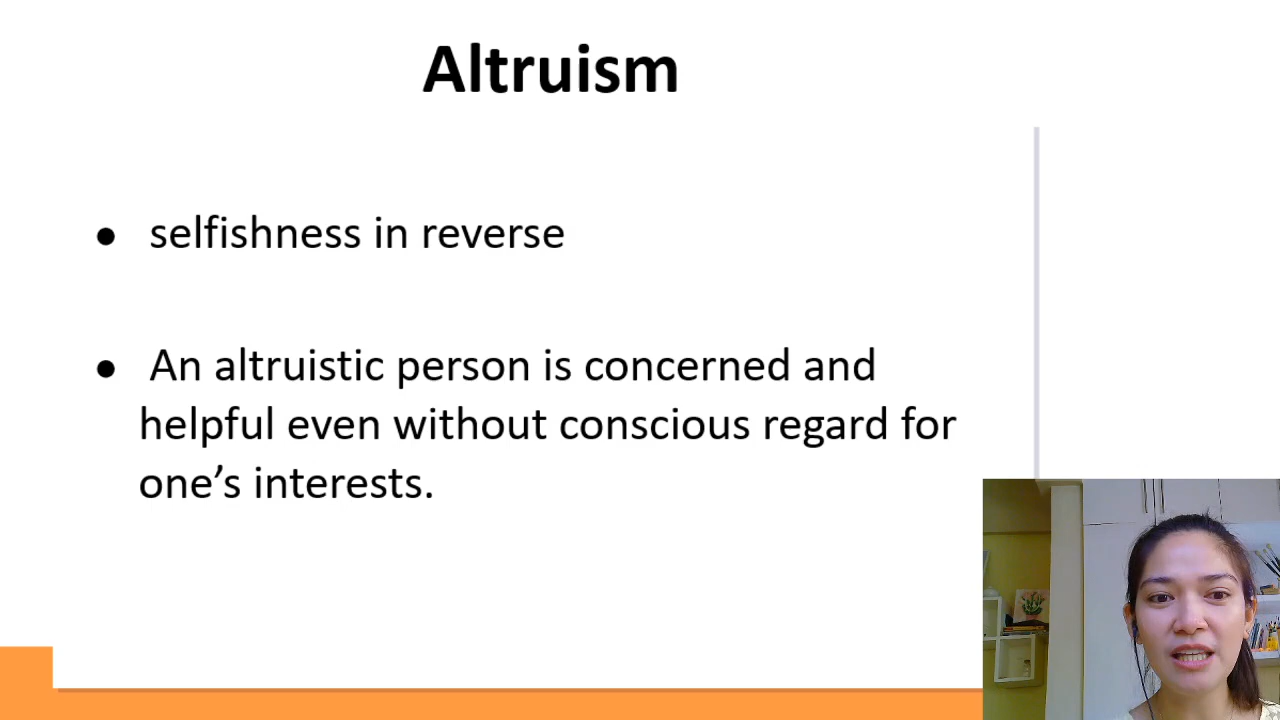 Altruism
● selfishness in reverse
● An altruistic person is concerned and
helpful even without conscious regard for
one’s interests.